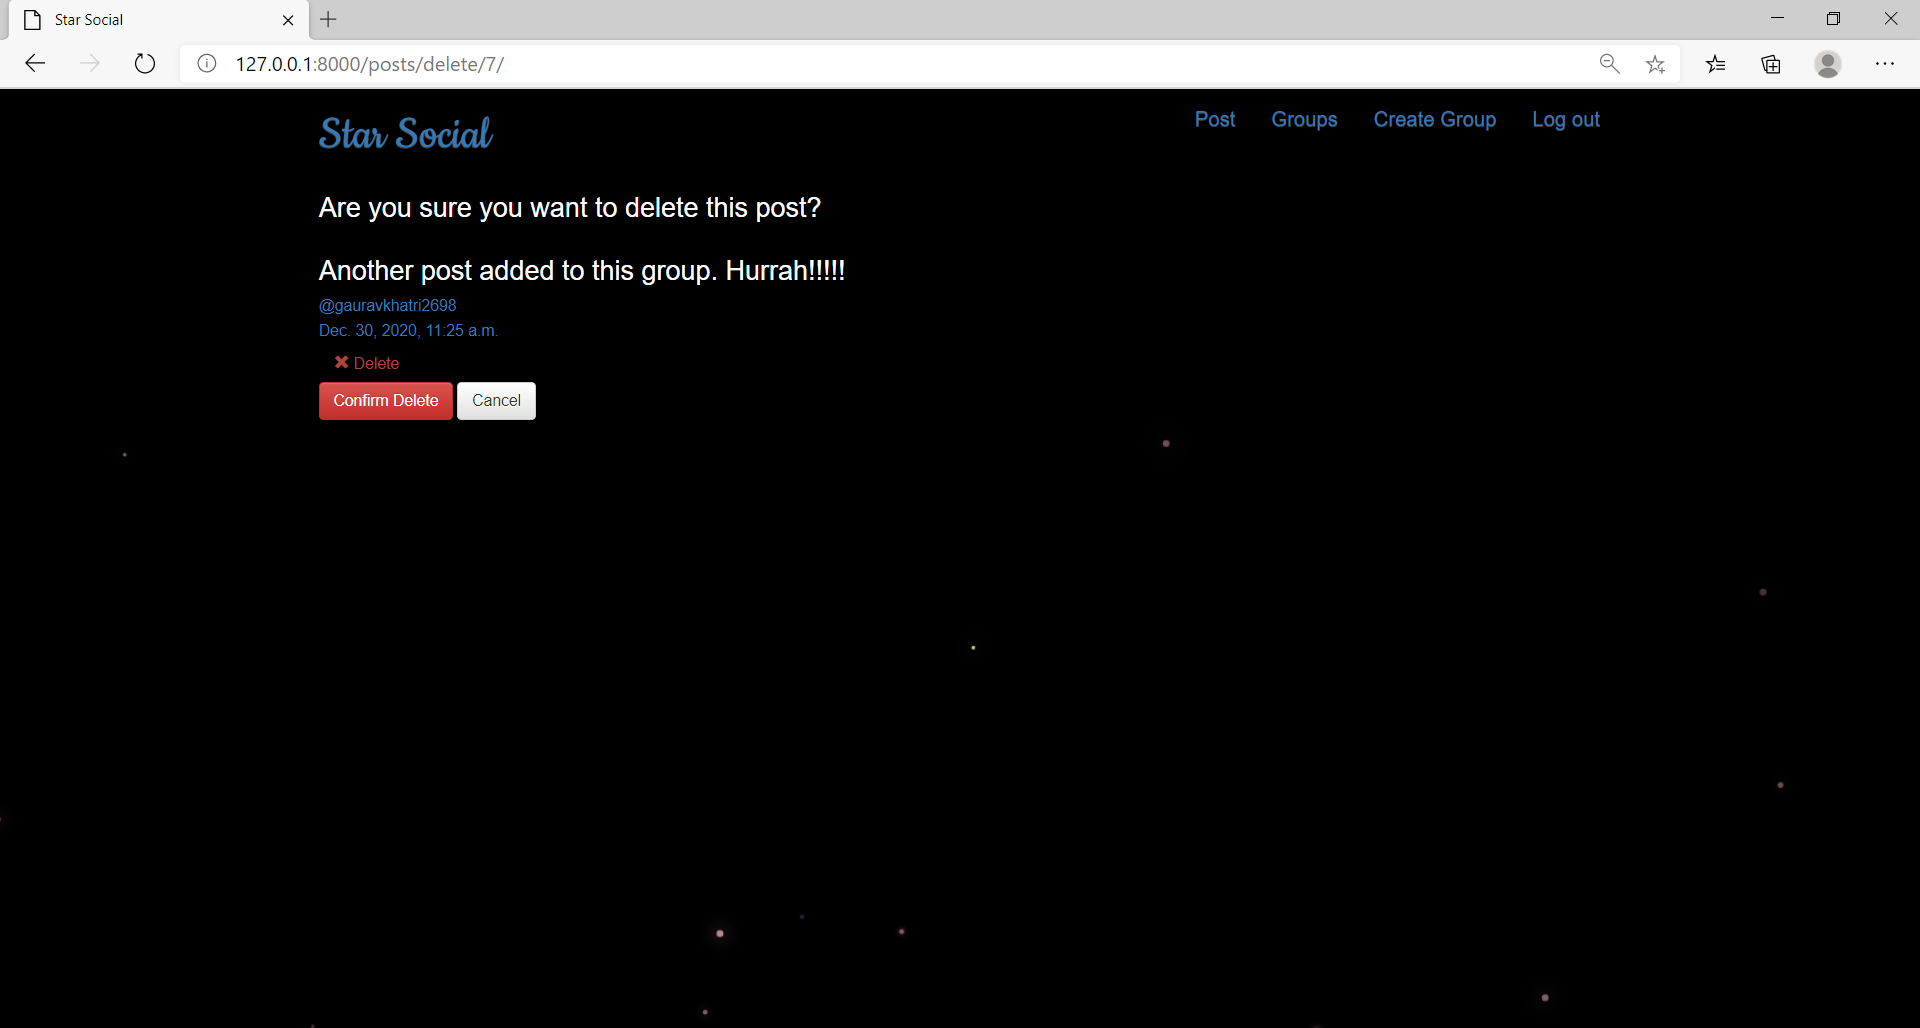 Star Social
127.0.0.1:8000/posts/delete/7/
Star Social
Post Groups Create Group Log out
Are you sure you want to delete this post?
Another post added to this group. Hurrah!!!!!
@gauravkhatri2698
Dec. 30, 2020, 11:25 a.m.
Delete
Confirm Delete Cancel